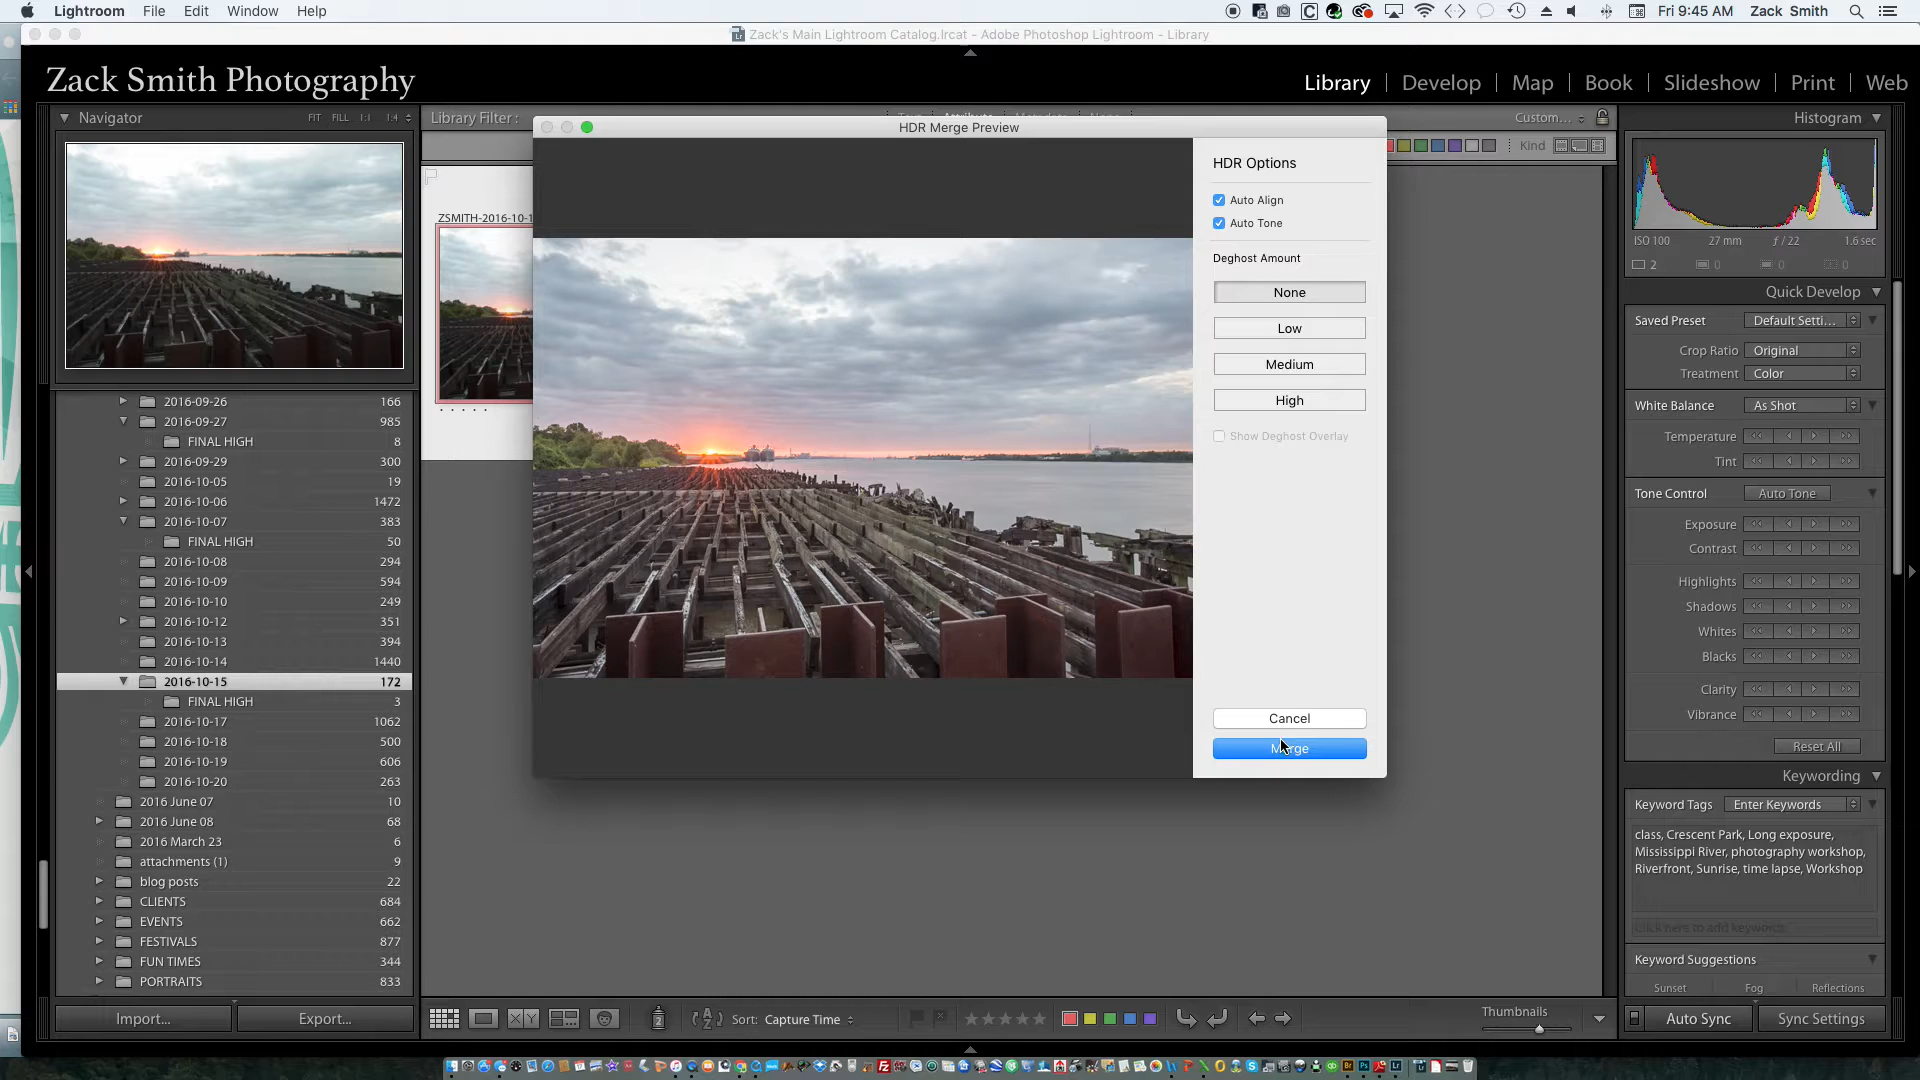 Lightroom File Edit Window Help
Fri 9:45 AM Zack Smith
Zack's Main Lightroom Catalog.lrcat - Adobe Photoshop Lightroom - Library
Zack Smith Photography
Library | Develop | Map | Book | Slideshow | Print | Web
Navigator FIT FILL 1:1 1:4
Library Filter :
Custom...
Kind
ZSMITH-2016-10-1
2016-09-26 166
2016-09-27 985
FINAL HIGH 8
2016-09-29 300
2016-10-05 19
2016-10-06 1472
2016-10-07 383
FINAL HIGH 50
2016-10-08 294
2016-10-09 594
2016-10-10 249
2016-10-12 351
2016-10-13 394
2016-10-14 1440
2016-10-15 172
FINAL HIGH 3
2016-10-17 1062
2016-10-18 500
2016-10-19 606
2016-10-20 263
2016 June 07 10
2016 June 08 68
2016 March 23 6
attachments (1) 9
blog posts 22
CLIENTS 684
EVENTS 662
FESTIVALS 877
FUN TIMES 344
PORTRAITS 833
Import... Export...
HDR Merge Preview
HDR Options
Auto Align
Auto Tone
Deghost Amount
None
Low
Medium
High
Show Deghost Overlay
Cancel
Merge
Sort: Capture Time
Thumbnails
Histogram
ISO 100 27 mm ƒ / 22 1.6 sec
2 0 0 0
Quick Develop
Saved Preset Default Setti...
Crop Ratio Original
Treatment Color
White Balance As Shot
Temperature
Tint
Tone Control Auto Tone
Exposure
Contrast
Highlights
Shadows
Whites
Blacks
Clarity
Vibrance
Reset All
Keywording
Keyword Tags Enter Keywords
class, Crescent Park, Long exposure,
Mississippi River, photography workshop,
Riverfront, Sunrise, time lapse, Workshop
Click here to add keywords
Keyword Suggestions
Sunset Fog Reflections
Auto Sync Sync Settings